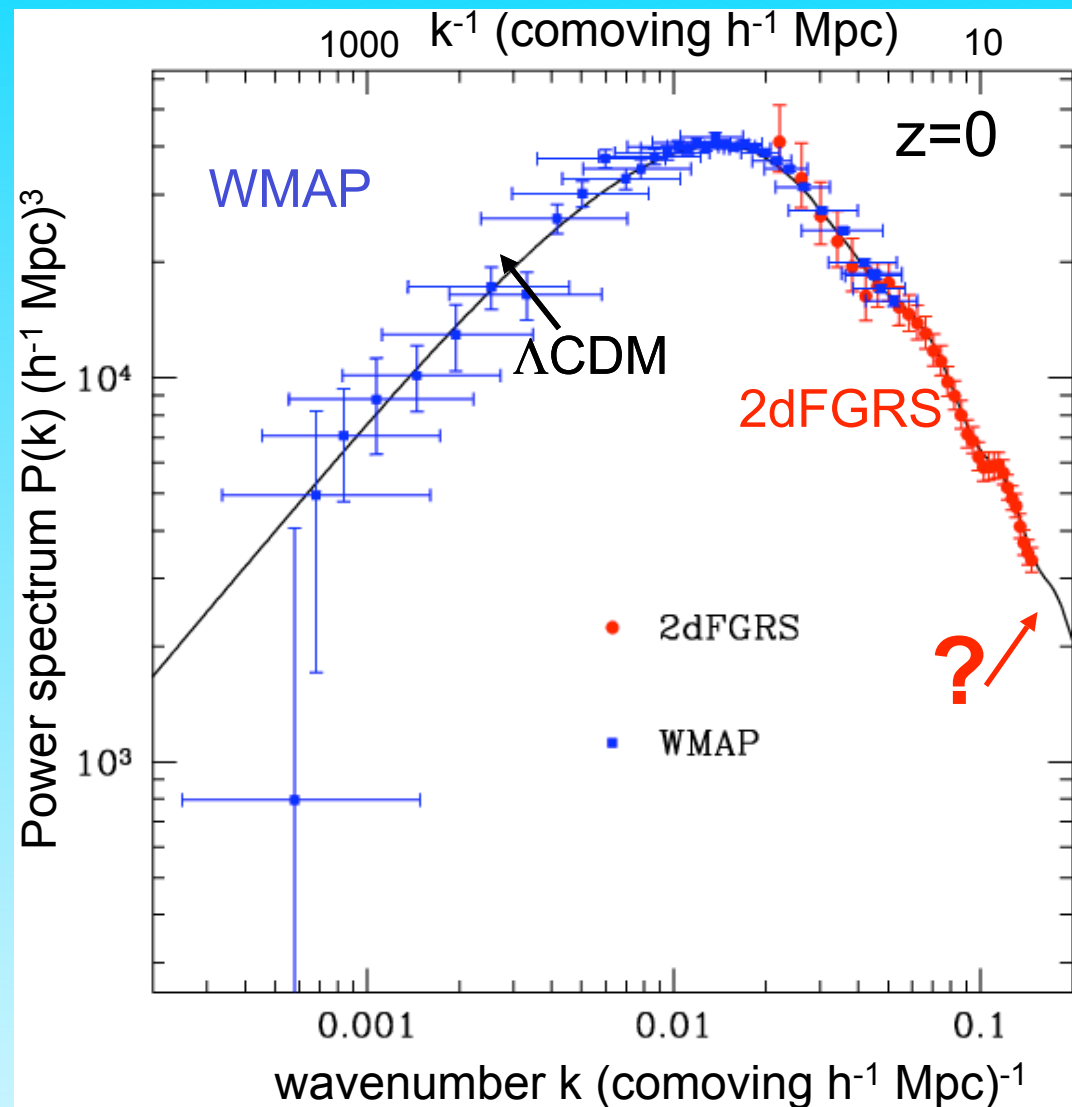 k⁻¹ (comoving h⁻¹ Mpc)
1000
10
z=0
WMAP
ΛCDM
2dFGRS
2dFGRS
?
WMAP
Power spectrum P(k) (h⁻¹ Mpc)³
10⁴
10³
0.001
0.01
0.1
wavenumber k (comoving h⁻¹ Mpc)⁻¹